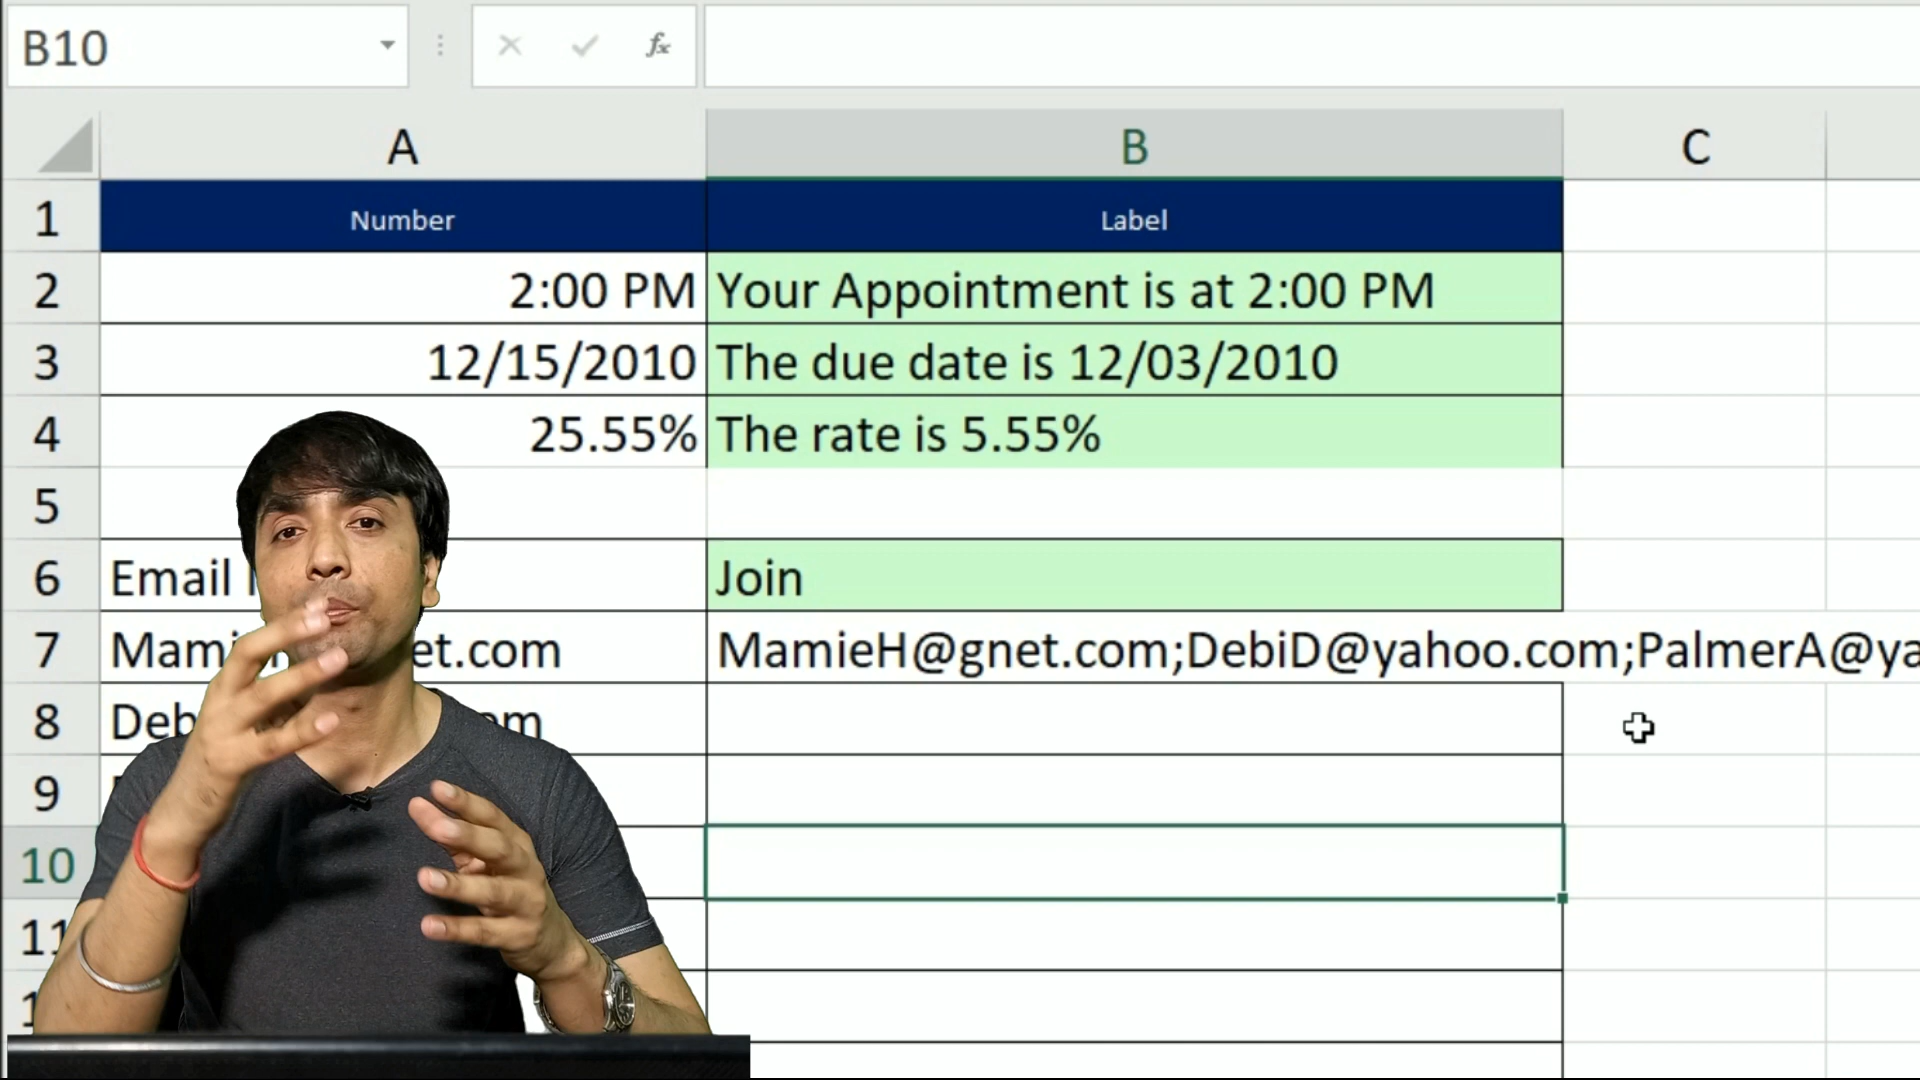 B10 fx
A B C
1 Number Label
2 2:00 PM Your Appointment is at 2:00 PM
3 12/15/2010 The due date is 12/03/2010
4 25.55% The rate is 5.55%
5
6 Email Join
7 MamieH@gnet.com;DebiD@yahoo.com;PalmerA@ya
8
9
10
11